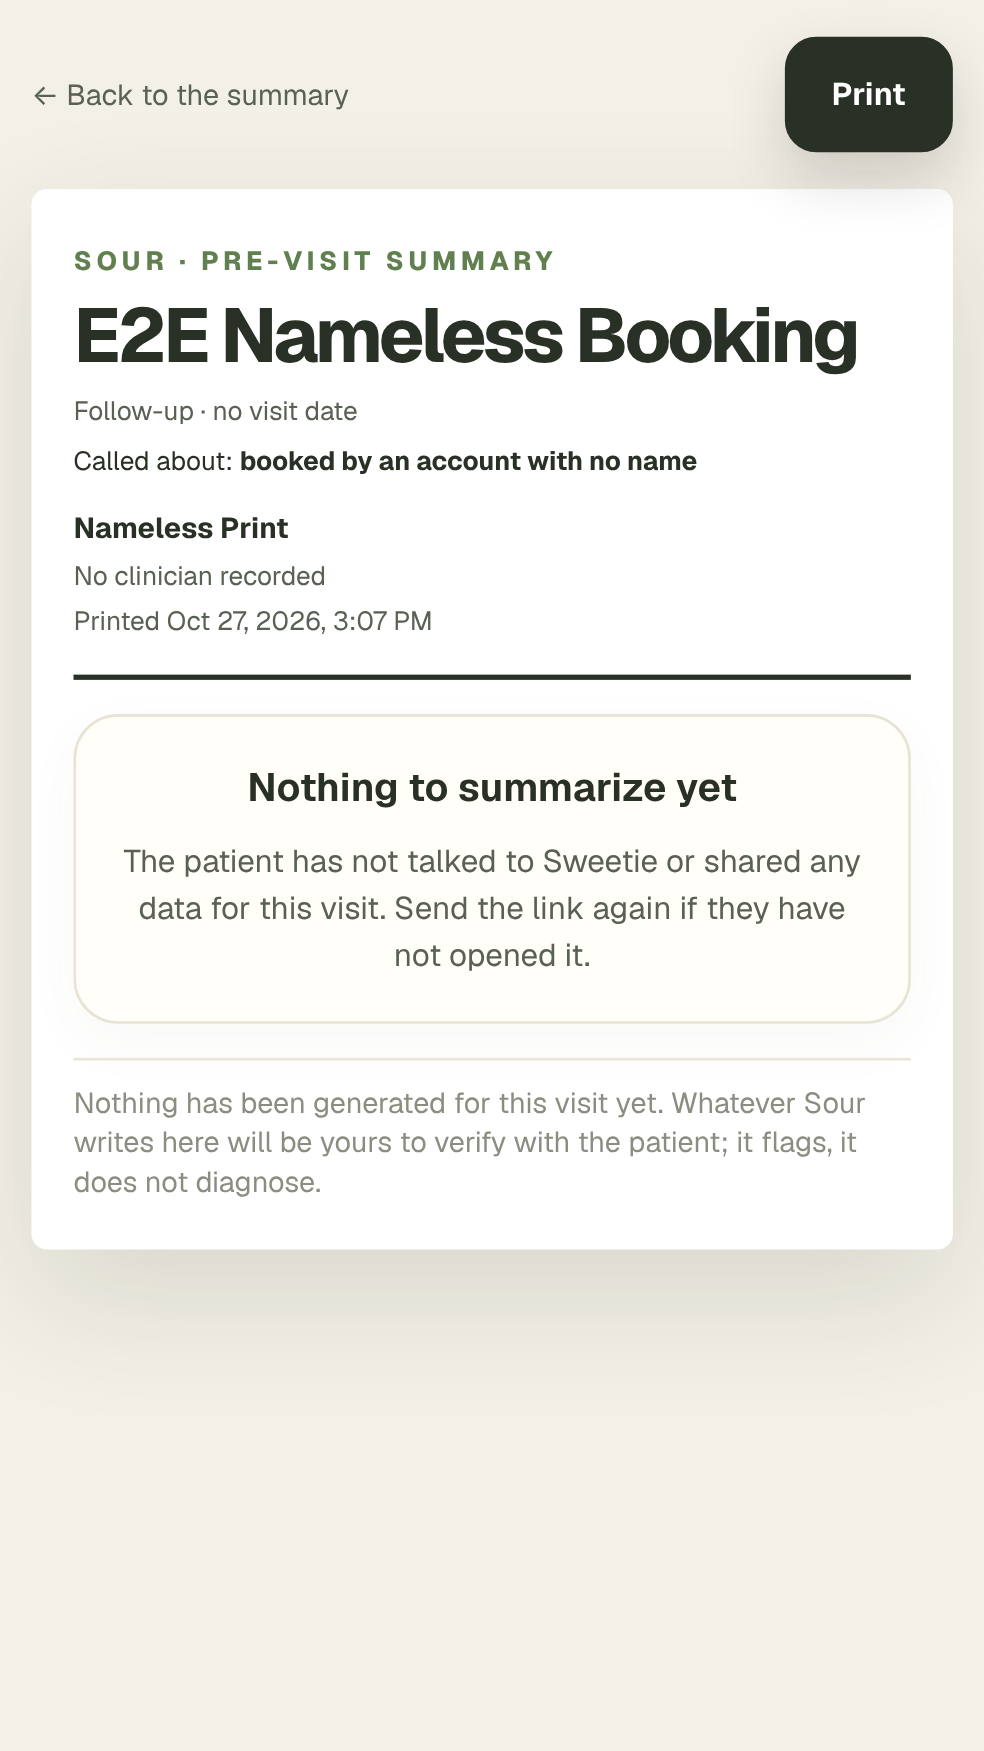 ← Back to the summary
Print
SOUR · PRE-VISIT SUMMARY
E2E Nameless Booking
Follow-up · no visit date
Called about: booked by an account with no name
Nameless Print
No clinician recorded
Printed Oct 27, 2026, 3:07 PM
Nothing to summarize yet
The patient has not talked to Sweetie or shared any
data for this visit. Send the link again if they have
not opened it.
Nothing has been generated for this visit yet. Whatever Sour
writes here will be yours to verify with the patient; it flags, it
does not diagnose.